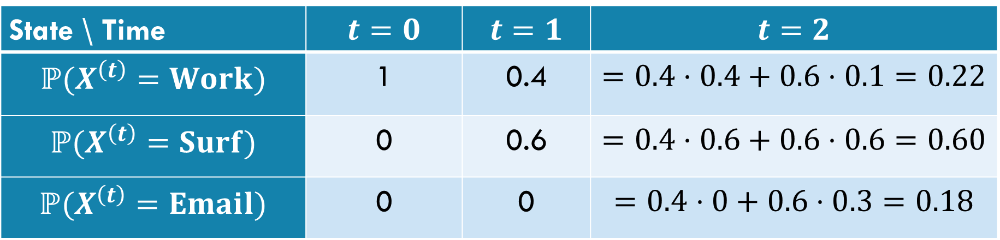 State \ Time t = 0 t = 1 t = 2
ℙ(X⁽ᵗ⁾ = Work) 1 0.4 = 0.4 · 0.4 + 0.6 · 0.1 = 0.22
ℙ(X⁽ᵗ⁾ = Surf) 0 0.6 = 0.4 · 0.6 + 0.6 · 0.6 = 0.60
ℙ(X⁽ᵗ⁾ = Email) 0 0 = 0.4 · 0 + 0.6 · 0.3 = 0.18